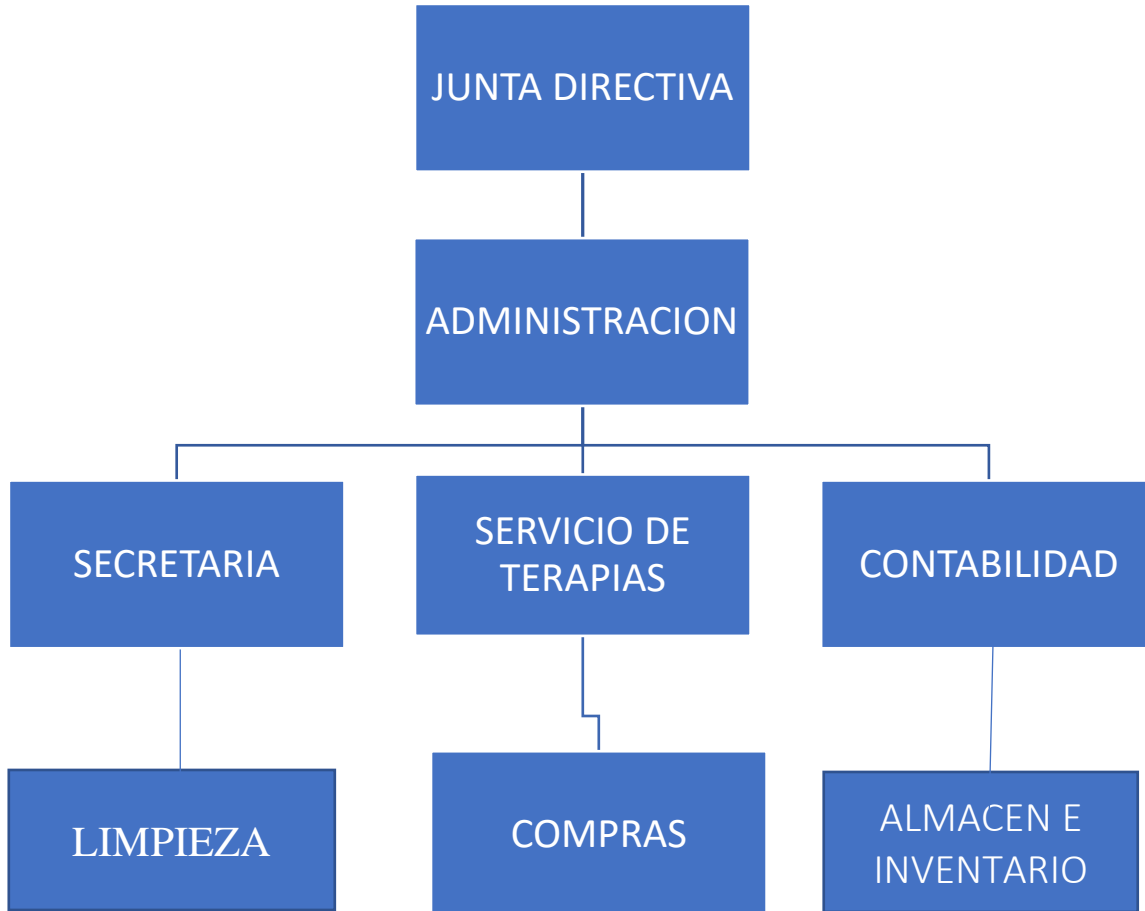 JUNTA DIRECTIVA
ADMINISTRACION
SECRETARIA
SERVICIO DE
TERAPIAS
CONTABILIDAD
LIMPIEZA
COMPRAS
ALMACEN E
INVENTARIO